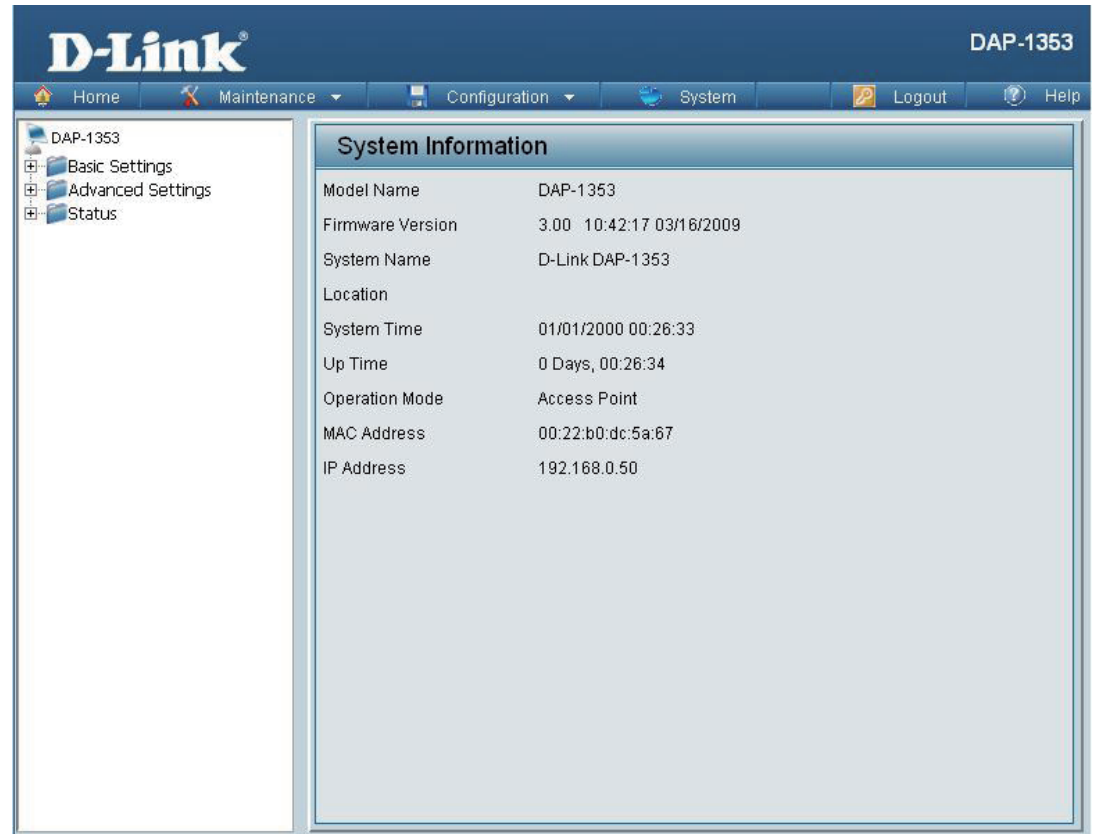 D-Link®
DAP-1353
Home Maintenance Configuration System Logout Help
DAP-1353
Basic Settings
Advanced Settings
Status
System Information
Model Name DAP-1353
Firmware Version 3.00 10:42:17 03/16/2009
System Name D-Link DAP-1353
Location
System Time 01/01/2000 00:26:33
Up Time 0 Days, 00:26:34
Operation Mode Access Point
MAC Address 00:22:b0:dc:5a:67
IP Address 192.168.0.50